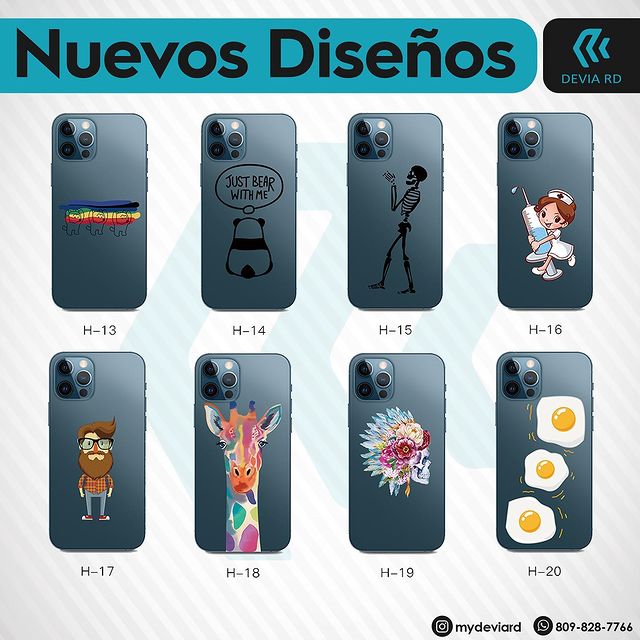 Nuevos Diseños
DEVIA RD
JUST BEAR
WITH ME
H-13
H-14
H-15
H-16
H-17
H-18
H-19
H-20
mydeviard
809-828-7766